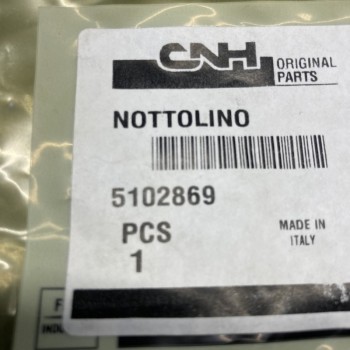 CNH ORIGINAL
PARTS
NOTTOLINO
5102869
PCS
MADE IN
ITALY
1